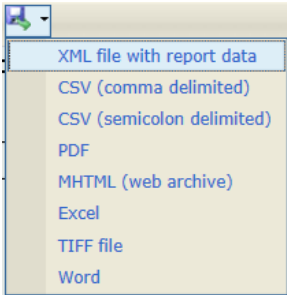 XML file with report data
CSV (comma delimited)
CSV (semicolon delimited)
PDF
MHTML (web archive)
Excel
TIFF file
Word